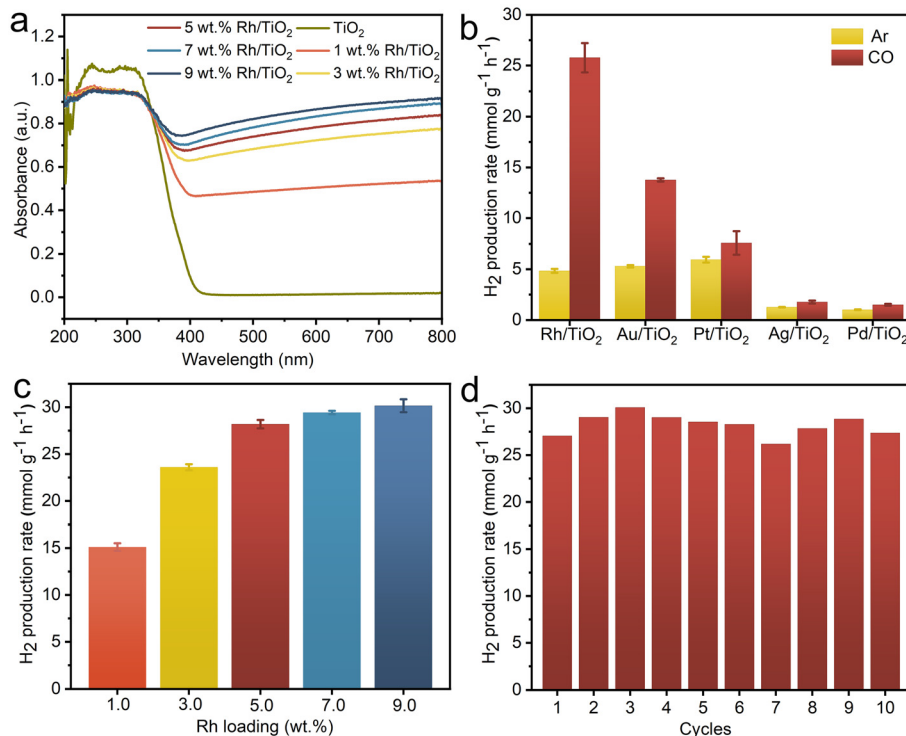 a
5 wt.% Rh/TiO₂
TiO₂
7 wt.% Rh/TiO₂
1 wt.% Rh/TiO₂
9 wt.% Rh/TiO₂
3 wt.% Rh/TiO₂
Absorbance (a.u.)
1.2
1.0
0.8
0.6
0.4
0.2
0.0
200 300 400 500 600 700 800
Wavelength (nm)
b
Ar
CO
H₂ production rate (mmol g⁻¹ h⁻¹)
30
25
20
15
10
5
0
Rh/TiO₂ Au/TiO₂ Pt/TiO₂ Ag/TiO₂ Pd/TiO₂
c
H₂ production rate (mmol g⁻¹ h⁻¹)
30
25
20
15
10
5
0
1.0 3.0 5.0 7.0 9.0
Rh loading (wt.%)
d
H₂ production rate (mmol g⁻¹ h⁻¹)
30
25
20
15
10
5
0
1 2 3 4 5 6 7 8 9 10
Cycles